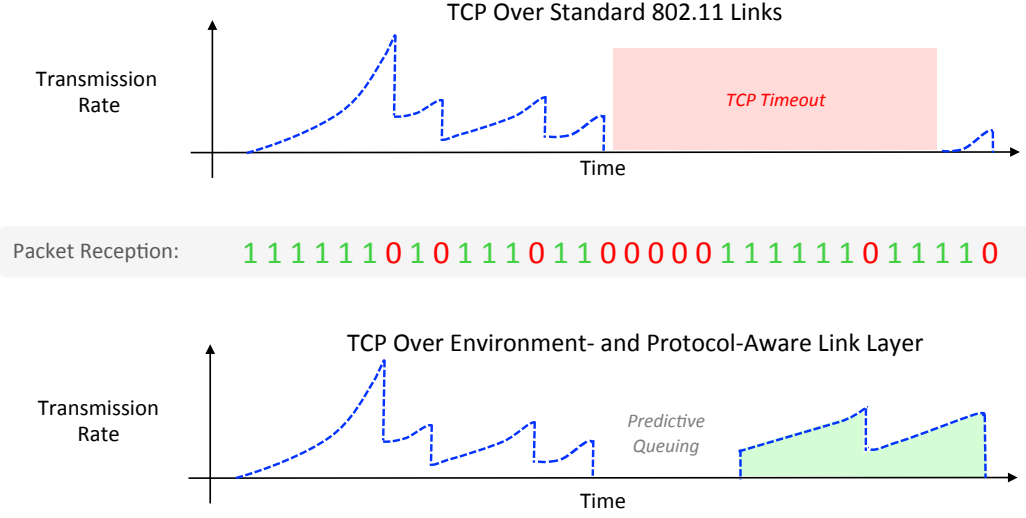 TCP Over Standard 802.11 Links
Transmission
Rate
TCP Timeout
Time
Packet Reception:
1 1 1 1 1 1 0 1 0 1 1 1 0 1 1 0 0 0 0 0 1 1 1 1 1 1 0 1 1 1 1 0
TCP Over Environment- and Protocol-Aware Link Layer
Transmission
Rate
Predictive
Queuing
Time